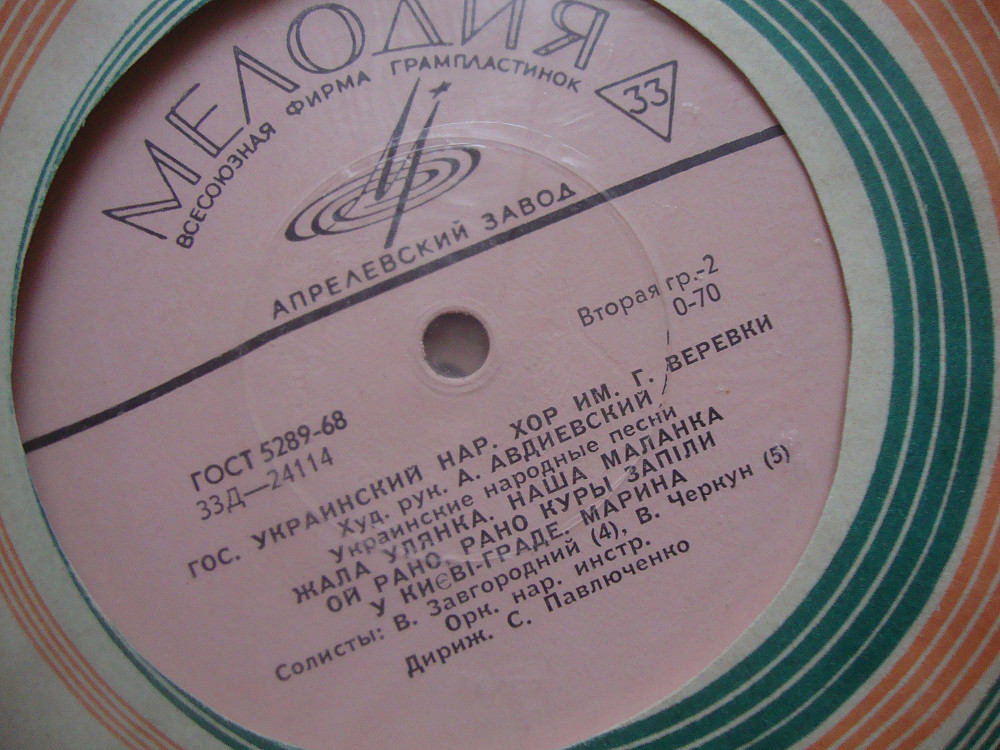 МЕЛОДИЯ
ВСЕСОЮЗНАЯ ФИРМА ГРАМПЛАСТИНОК
33
АПРЕЛЕВСКИЙ ЗАВОД
Вторая гр.-2
0-70
ГОСТ 5289-68
33Д—24114
ГОС. УКРАИНСКИЙ НАР. ХОР ИМ. Г. ВЕРЕВКИ
Худ. рук. А. АВДИЕВСКИЙ
Украинские народные песни
ЖАЛА УЛЯНКА. НАША МАЛАНКА
ОЙ РАНО, РАНО КУРЫ ЗАПІЛИ
У КИЄВІ-ГРАДЕ. МАРИНА
Солисты: В. Завгородний (4), В. Черкун (5)
Орк. нар. инстр.
Дириж. С. Павлюченко